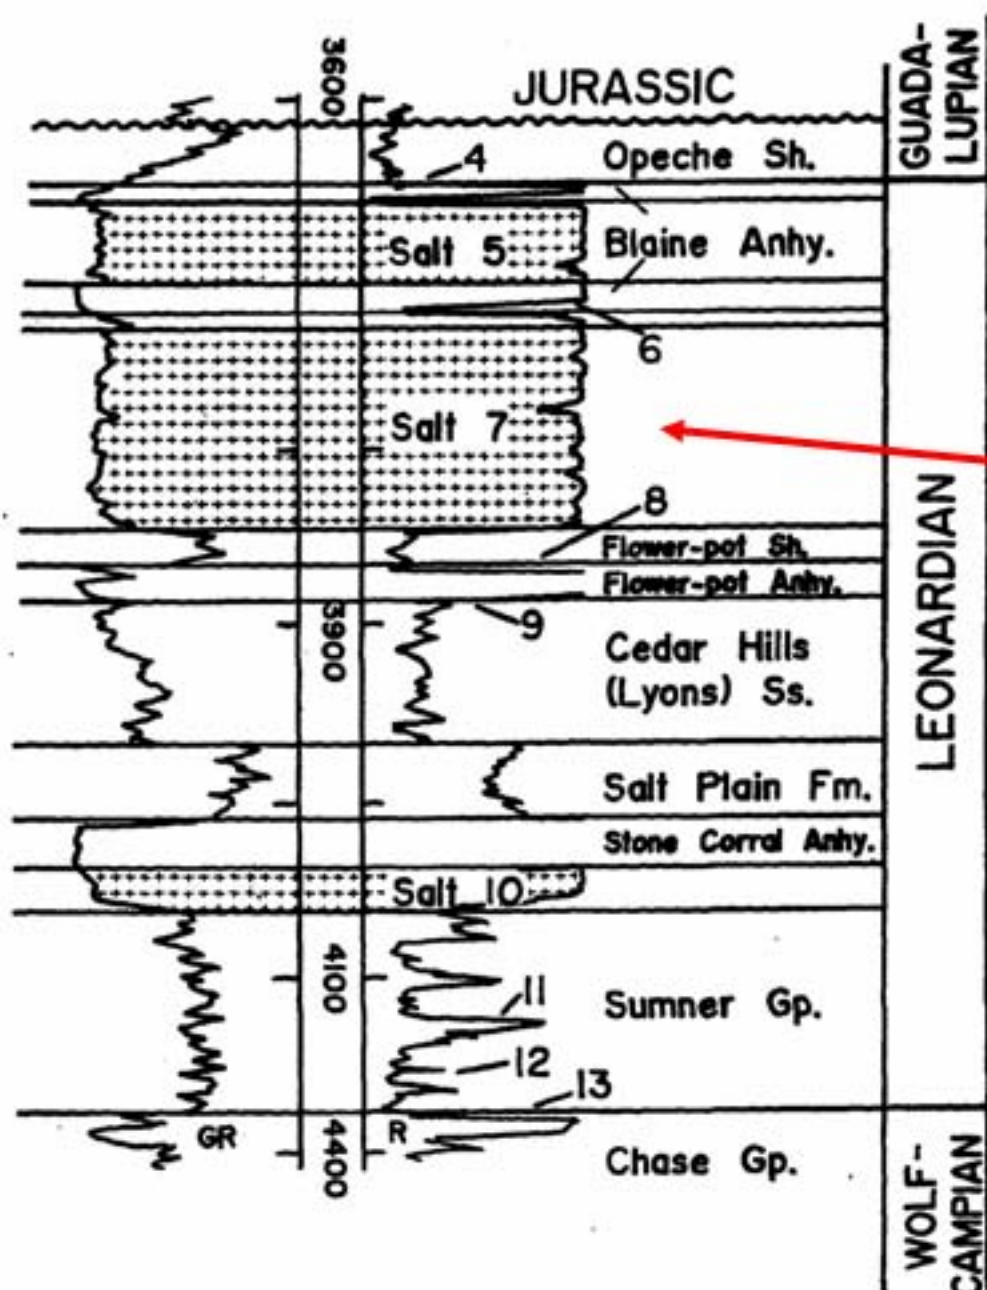 3600
JURASSIC
GUADA-
LUPIAN
4
Opeche Sh.
Salt 5
Blaine Anhy.
6
Salt 7
8
Flower-pot Sh.
Flower-pot Anhy.
9
3900
Cedar Hills
(Lyons) Ss.
LEONARDIAN
Salt Plain Fm.
Stone Corral Anhy.
Salt 10
4100
11
Sumner Gp.
12
13
GR
R
4400
Chase Gp.
WOLF-
CAMPIAN